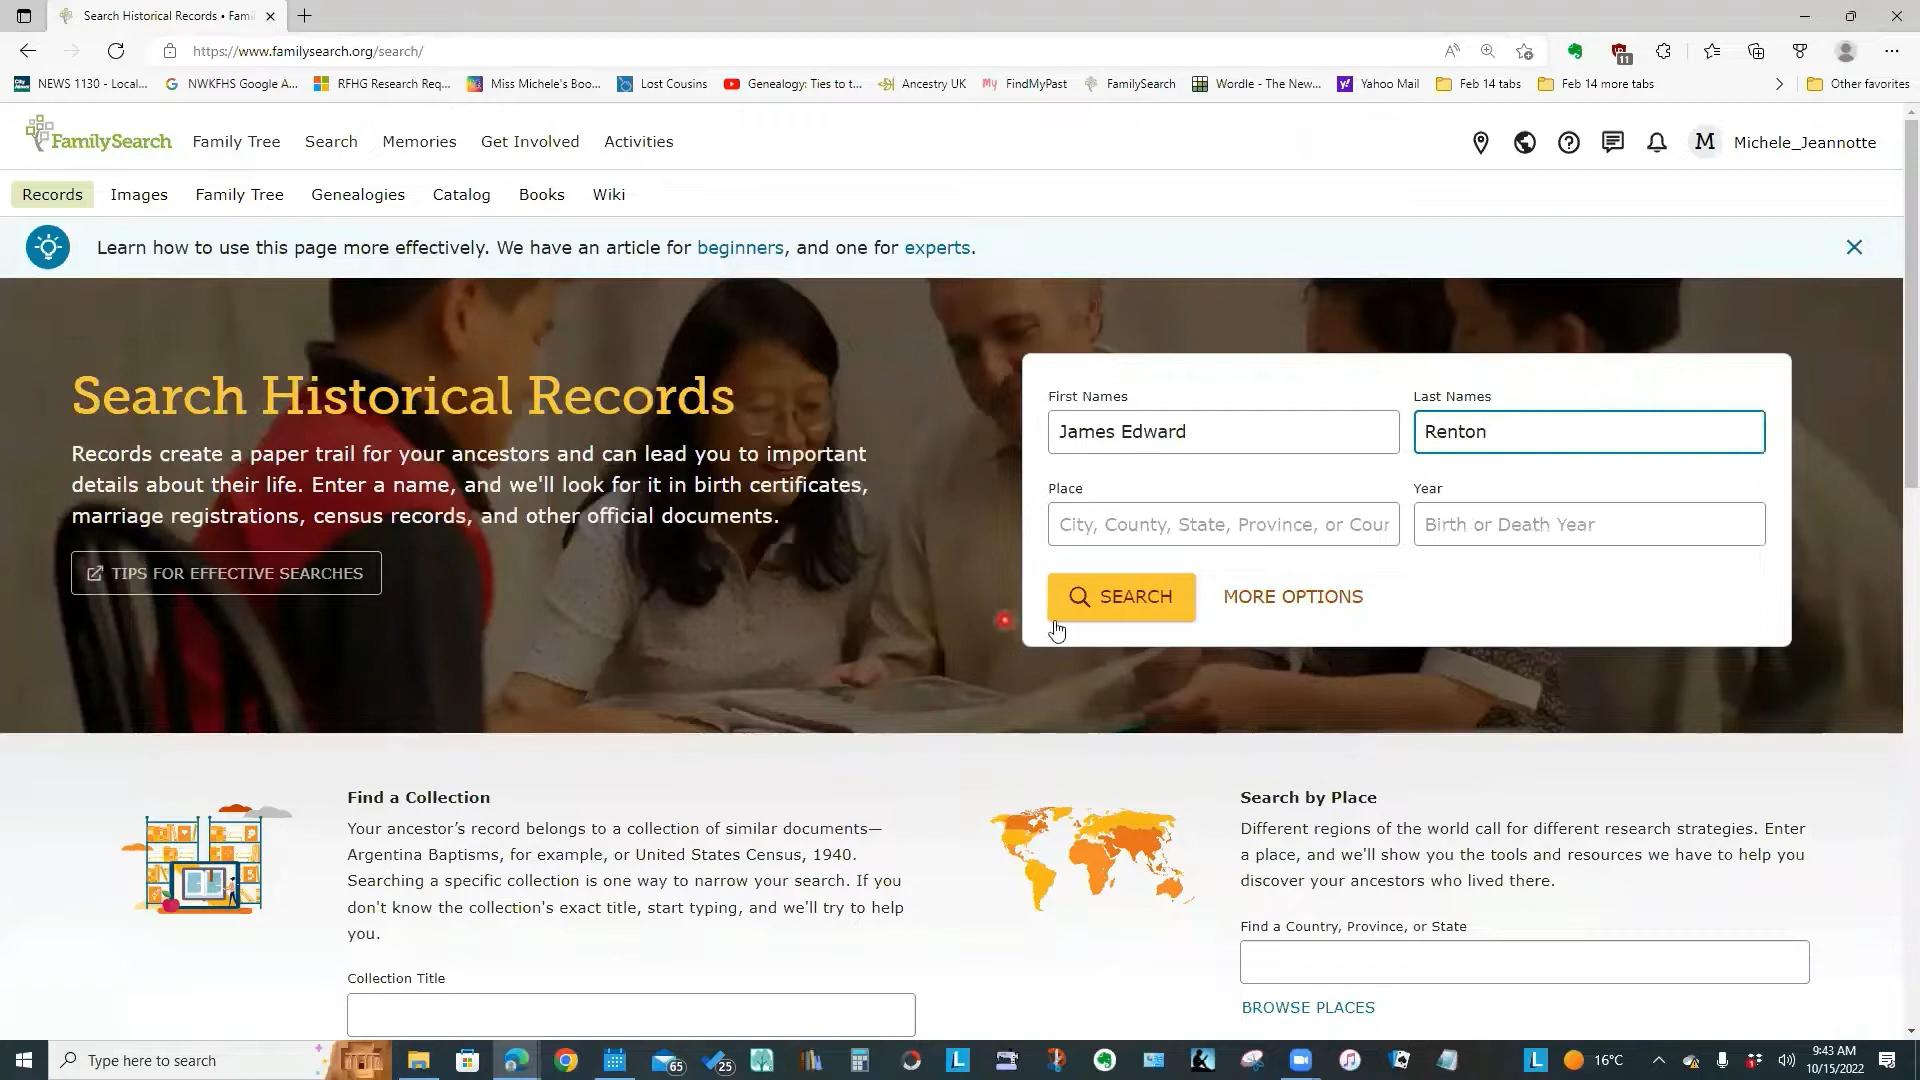 Search Historical Records • Fami
https://www.familysearch.org/search/
11
NEWS 1130 - Local...
NWKFHS Google A...
RFHG Research Req...
Miss Michele's Boo...
Lost Cousins
Genealogy: Ties to t...
Ancestry UK
FindMyPast
FamilySearch
Wordle - The New...
Yahoo Mail
Feb 14 tabs
Feb 14 more tabs
Other favorites
FamilySearch
Family Tree
Search
Memories
Get Involved
Activities
M
Michele_Jeannotte
Records
Images
Family Tree
Genealogies
Catalog
Books
Wiki
Learn how to use this page more effectively. We have an article for beginners, and one for experts.
Search Historical Records
Records create a paper trail for your ancestors and can lead you to important
details about their life. Enter a name, and we'll look for it in birth certificates,
marriage registrations, census records, and other official documents.
TIPS FOR EFFECTIVE SEARCHES
First Names
Last Names
James Edward
Renton
Place
Year
City, County, State, Province, or Cour
Birth or Death Year
SEARCH
MORE OPTIONS
Find a Collection
Your ancestor's record belongs to a collection of similar documents—
Argentina Baptisms, for example, or United States Census, 1940.
Searching a specific collection is one way to narrow your search. If you
don't know the collection's exact title, start typing, and we'll try to help
you.
Collection Title
Search by Place
Different regions of the world call for different research strategies. Enter
a place, and we'll show you the tools and resources we have to help you
discover your ancestors who lived there.
Find a Country, Province, or State
BROWSE PLACES
Type here to search
65
25
L
L
16°C
9:43 AM
10/15/2022